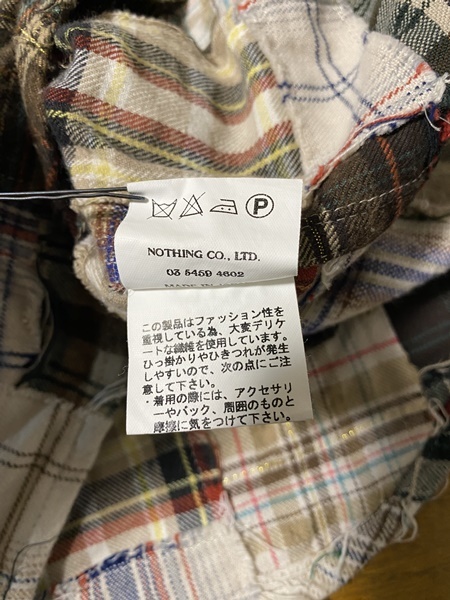 P
NOTHING CO., LTD.
03 5459 4602
MADE IN
この製品はファッション性を
重視している為、大変デリケ
ートな繊維を使用しています。
ひっ掛かりやひきつれが発生
しやすいので、次の点にご注
意して下さい。
・着用の際には、アクセサリ
ーやバック、周囲のものと
摩擦に気をつけて下さい。